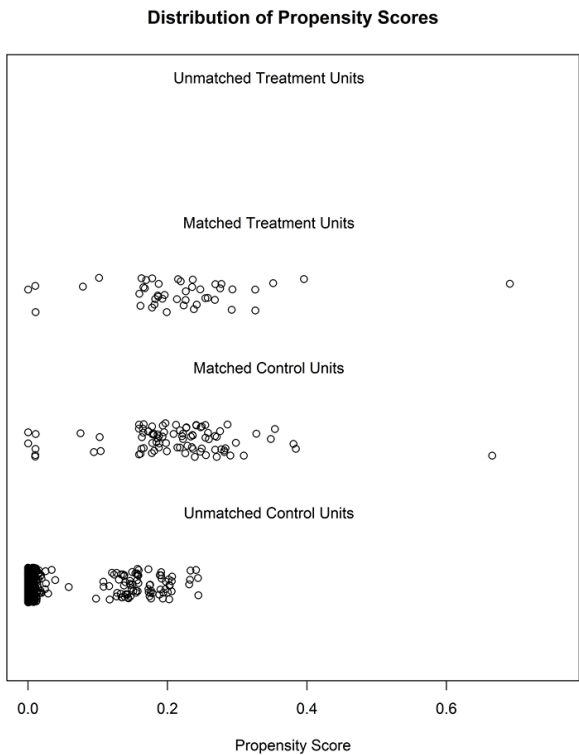 Distribution of Propensity Scores
Unmatched Treatment Units
Matched Treatment Units
Matched Control Units
Unmatched Control Units
0.0 0.2 0.4 0.6
Propensity Score